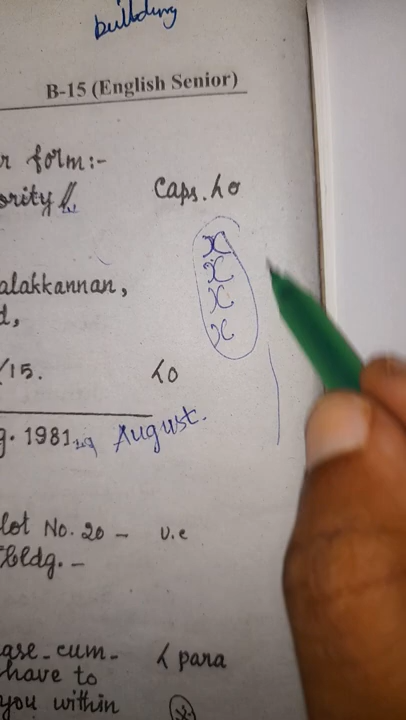 building
B-15 (English Senior)
r form:-
ority Caps. ho
x
x
x
x
alakkannan,
d,
/15. ho
g. 1981 August.
lot No. 20 - u.c
Bldg. -
ase-cum- para
have to
you within